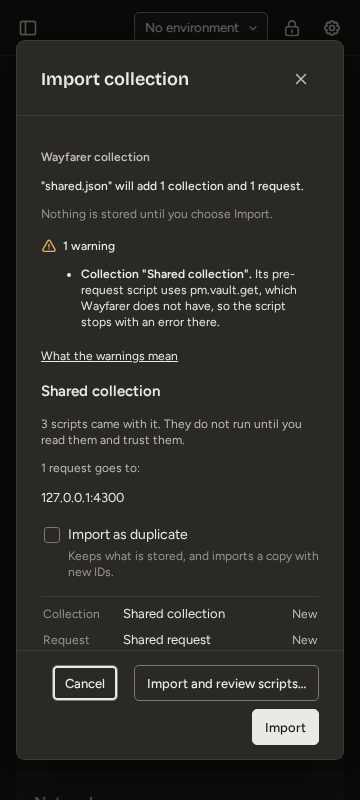 No environment
Import collection
Wayfarer collection
"shared.json" will add 1 collection and 1 request.
Nothing is stored until you choose Import.
1 warning
• Collection "Shared collection". Its pre-
request script uses pm.vault.get, which
Wayfarer does not have, so the script
stops with an error there.
What the warnings mean
Shared collection
3 scripts came with it. They do not run until you
read them and trust them.
1 request goes to:
127.0.0.1:4300
Import as duplicate
Keeps what is stored, and imports a copy with
new IDs.
Collection Shared collection New
Request Shared request New
Cancel Import and review scripts...
Import